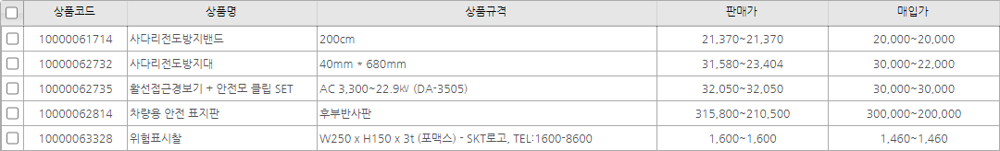 상품코드 상품명 상품규격 판매가 매입가
10000061714 사다리전도방지밴드 200cm 21,370~21,370 20,000~20,000
10000062732 사다리전도방지대 40mm * 680mm 31,580~23,404 30,000~22,000
10000062735 활선접근경보기 + 안전모 클립 SET AC 3,300~22.9㎸ (DA-3505) 32,050~32,050 30,000~30,000
10000062814 차량용 안전 표지판 후부반사판 315,800~210,500 300,000~200,000
10000063328 위험표시찰 W250 x H150 x 3t (포맥스) - SKT로고, TEL:1600-8600 1,600~1,600 1,460~1,460